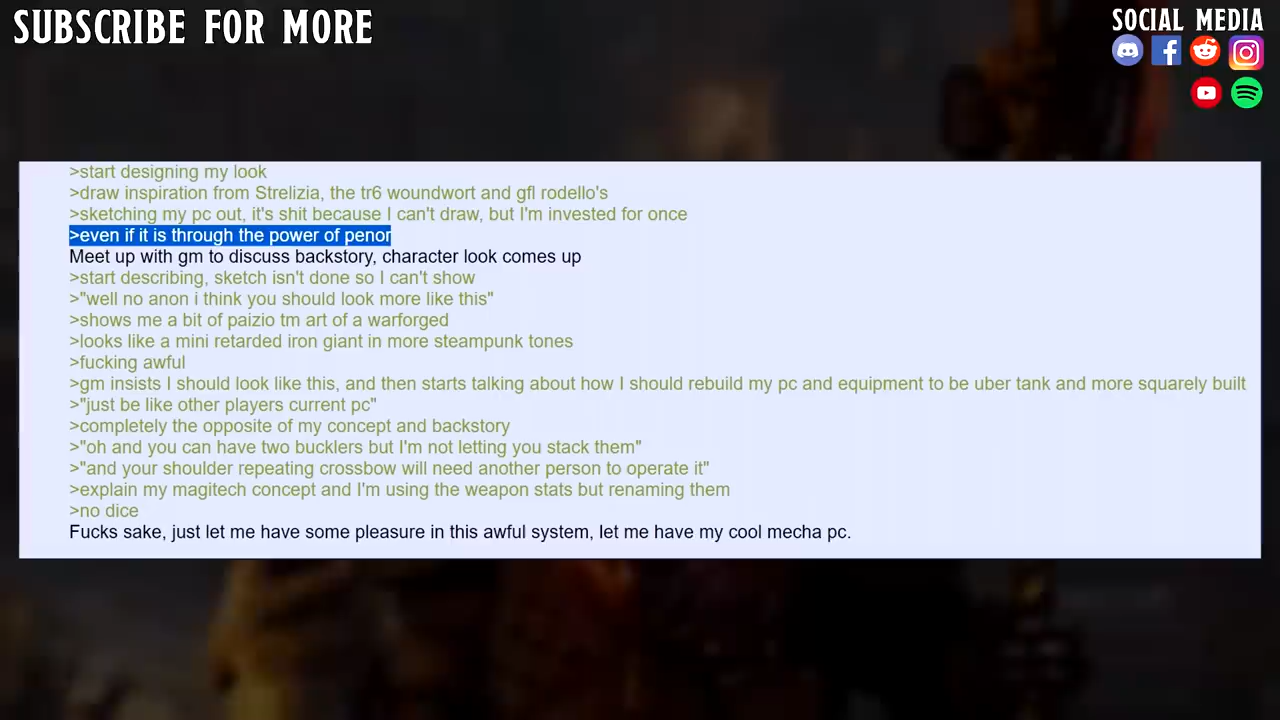 SUBSCRIBE FOR MORE
SOCIAL MEDIA
>start designing my look
>draw inspiration from Strelizia, the tr6 woundwort and gfl rodello's
>sketching my pc out, it's shit because I can't draw, but I'm invested for once
>even if it is through the power of penor
Meet up with gm to discuss backstory, character look comes up
>start describing, sketch isn't done so I can't show
>"well no anon i think you should look more like this"
>shows me a bit of paizio tm art of a warforged
>looks like a mini retarded iron giant in more steampunk tones
>fucking awful
>gm insists I should look like this, and then starts talking about how I should rebuild my pc and equipment to be uber tank and more squarely built
>"just be like other players current pc"
>completely the opposite of my concept and backstory
>"oh and you can have two bucklers but I'm not letting you stack them"
>"and your shoulder repeating crossbow will need another person to operate it"
>explain my magitech concept and I'm using the weapon stats but renaming them
>no dice
Fucks sake, just let me have some pleasure in this awful system, let me have my cool mecha pc.